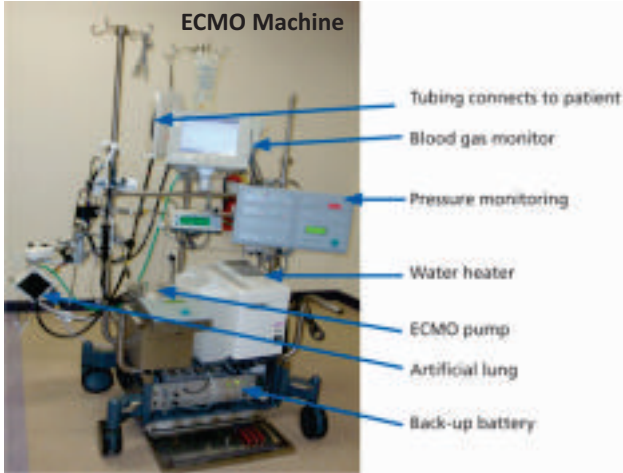 ECMO Machine
Tubing connects to patient
Blood gas monitor
Pressure monitoring
Water heater
ECMO pump
Artificial lung
Back-up battery